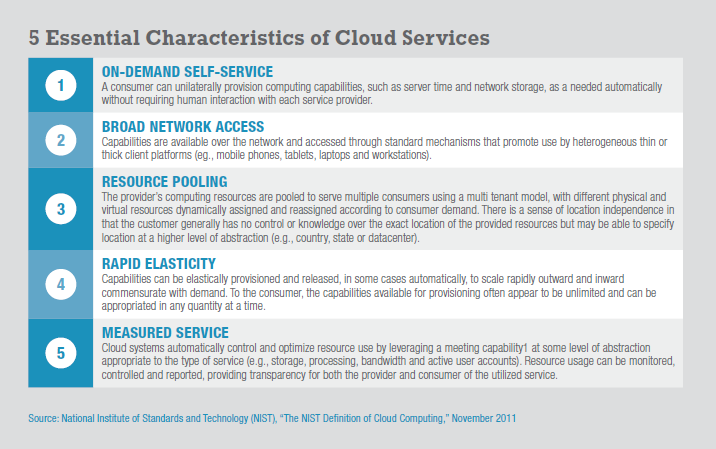 5 Essential Characteristics of Cloud Services
1
ON-DEMAND SELF-SERVICE
A consumer can unilaterally provision computing capabilities, such as server time and network storage, as a needed automatically
without requiring human interaction with each service provider.
2
BROAD NETWORK ACCESS
Capabilities are available over the network and accessed through standard mechanisms that promote use by heterogeneous thin or
thick client platforms (eg., mobile phones, tablets, laptops and workstations).
3
RESOURCE POOLING
The provider's computing resources are pooled to serve multiple consumers using a multi tenant model, with different physical and
virtual resources dynamically assigned and reassigned according to consumer demand. There is a sense of location independence in
that the customer generally has no control or knowledge over the exact location of the provided resources but may be able to specify
location at a higher level of abstraction (e.g., country, state or datacenter).
4
RAPID ELASTICITY
Capabilities can be elastically provisioned and released, in some cases automatically, to scale rapidly outward and inward
commensurate with demand. To the consumer, the capabilities available for provisioning often appear to be unlimited and can be
appropriated in any quantity at a time.
5
MEASURED SERVICE
Cloud systems automatically control and optimize resource use by leveraging a meeting capability1 at some level of abstraction
appropriate to the type of service (e.g., storage, processing, bandwidth and active user accounts). Resource usage can be monitored,
controlled and reported, providing transparency for both the provider and consumer of the utilized service.
Source: National Institute of Standards and Technology (NIST), “The NIST Definition of Cloud Computing,” November 2011